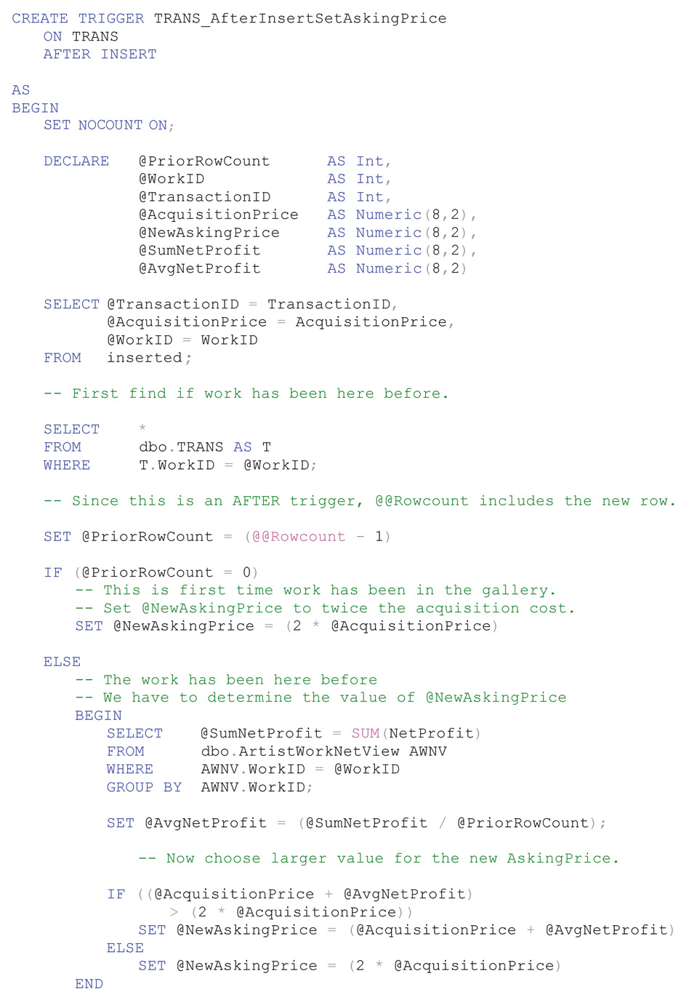 CREATE TRIGGER TRANS_AfterInsertSetAskingPrice
ON TRANS
AFTER INSERT
AS
BEGIN
SET NOCOUNT ON;
DECLARE @PriorRowCount AS Int,
@WorkID AS Int,
@TransactionID AS Int,
@AcquisitionPrice AS Numeric(8,2),
@NewAskingPrice AS Numeric(8,2),
@SumNetProfit AS Numeric(8,2),
@AvgNetProfit AS Numeric(8,2)
SELECT @TransactionID = TransactionID,
@AcquisitionPrice = AcquisitionPrice,
@WorkID = WorkID
FROM inserted;
-- First find if work has been here before.
SELECT *
FROM dbo.TRANS AS T
WHERE T.WorkID = @WorkID;
-- Since this is an AFTER trigger, @@Rowcount includes the new row.
SET @PriorRowCount = (@@Rowcount - 1)
IF (@PriorRowCount = 0)
-- This is first time work has been in the gallery.
-- Set @NewAskingPrice to twice the acquisition cost.
SET @NewAskingPrice = (2 * @AcquisitionPrice)
ELSE
-- The work has been here before
-- We have to determine the value of @NewAskingPrice
BEGIN
SELECT @SumNetProfit = SUM(NetProfit)
FROM dbo.ArtistWorkNetView AWNV
WHERE AWNV.WorkID = @WorkID
GROUP BY AWNV.WorkID;
SET @AvgNetProfit = (@SumNetProfit / @PriorRowCount);
-- Now choose larger value for the new AskingPrice.
IF ((@AcquisitionPrice + @AvgNetProfit)
> (2 * @AcquisitionPrice))
SET @NewAskingPrice = (@AcquisitionPrice + @AvgNetProfit)
ELSE
SET @NewAskingPrice = (2 * @AcquisitionPrice)
END